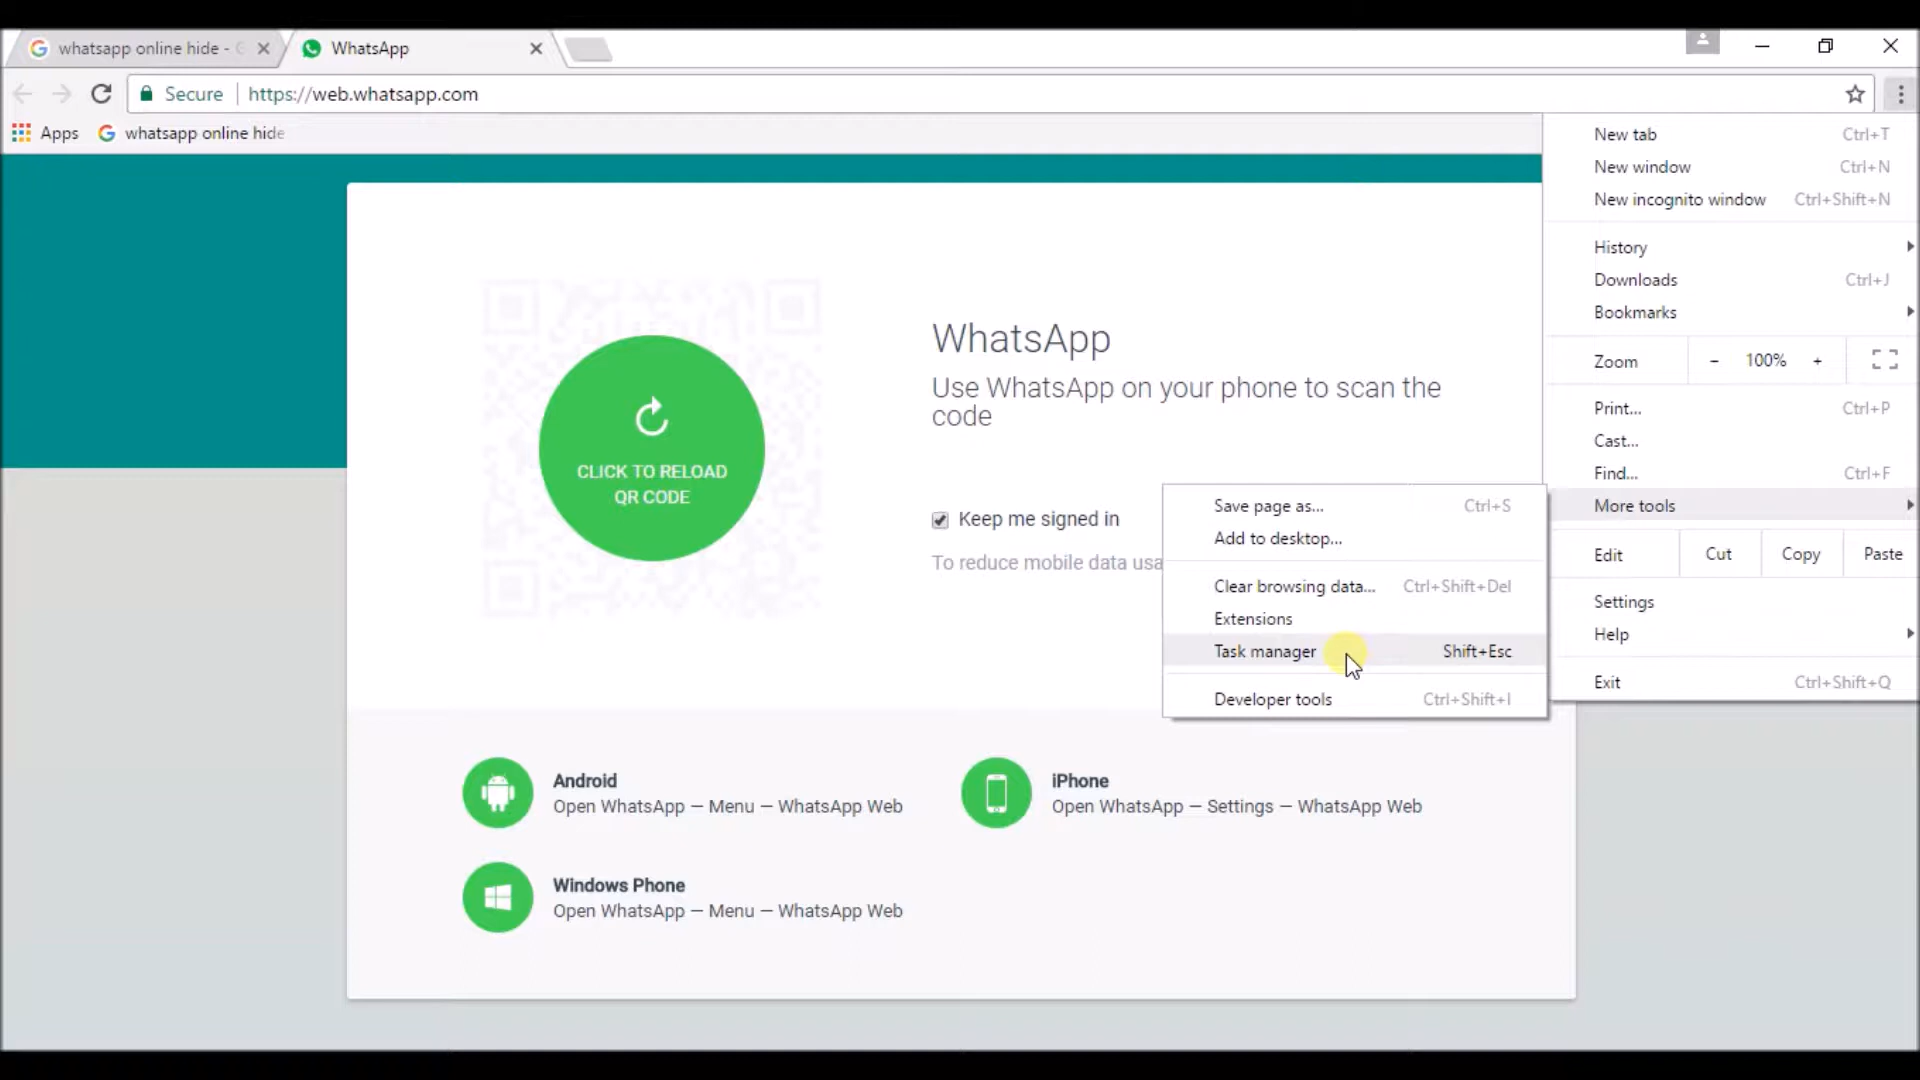 whatsapp online hide - G
WhatsApp
Secure
https://web.whatsapp.com
Apps
whatsapp online hide
New tab Ctrl+T
New window Ctrl+N
New incognito window Ctrl+Shift+N
History
Downloads Ctrl+J
Bookmarks
Zoom - 100% +
Print... Ctrl+P
Cast...
Find... Ctrl+F
More tools
Edit Cut Copy Paste
Settings
Help
Exit Ctrl+Shift+Q
Save page as... Ctrl+S
Add to desktop...
Clear browsing data... Ctrl+Shift+Del
Extensions
Task manager Shift+Esc
Developer tools Ctrl+Shift+I
CLICK TO RELOAD
QR CODE
WhatsApp
Use WhatsApp on your phone to scan the
code
Keep me signed in
To reduce mobile data usa
Android
Open WhatsApp – Menu – WhatsApp Web
iPhone
Open WhatsApp – Settings – WhatsApp Web
Windows Phone
Open WhatsApp – Menu – WhatsApp Web